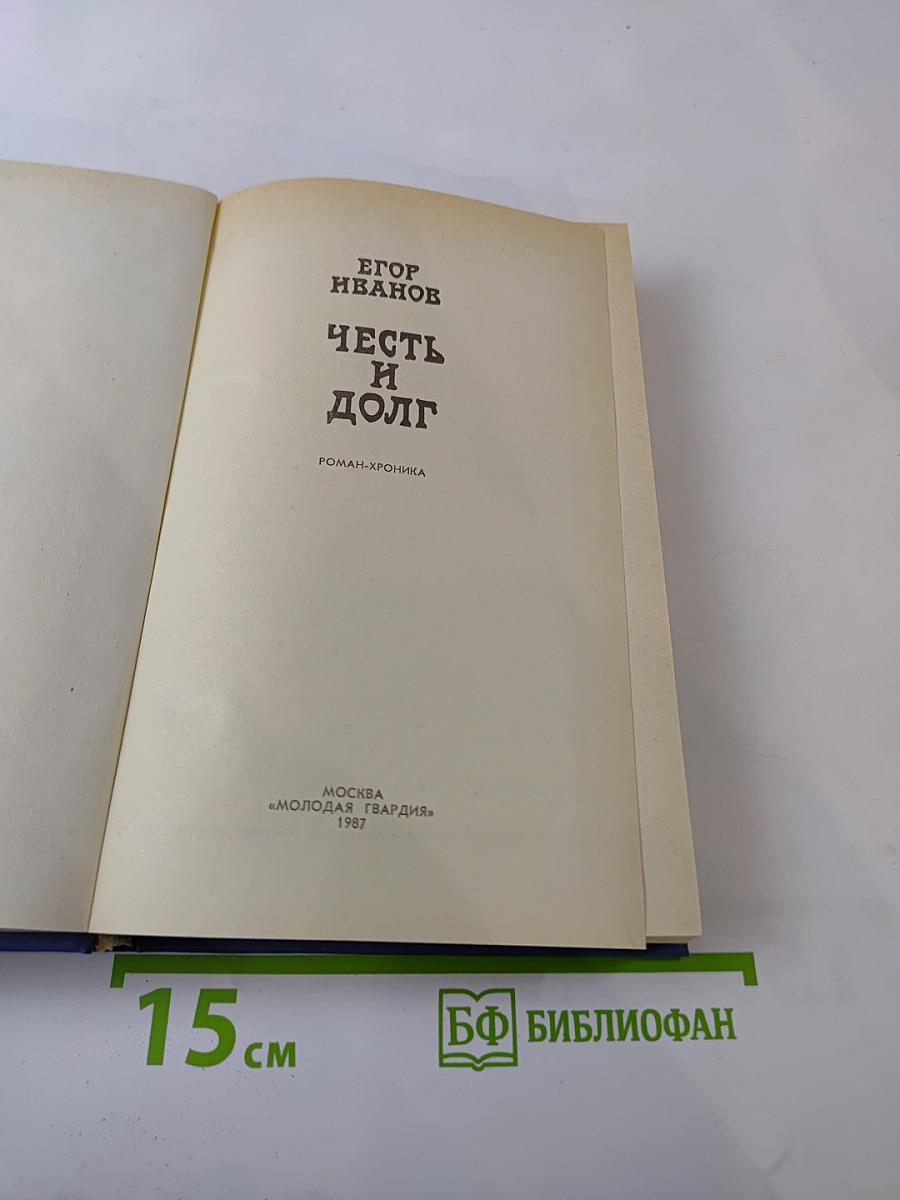 ЕГОР
ИВАНОВ
ЧЕСТЬ
И
ДОЛГ
РОМАН-ХРОНИКА
МОСКВА
«МОЛОДАЯ ГВАРДИЯ»
1987
15 см
БФ БИБЛИОФАН